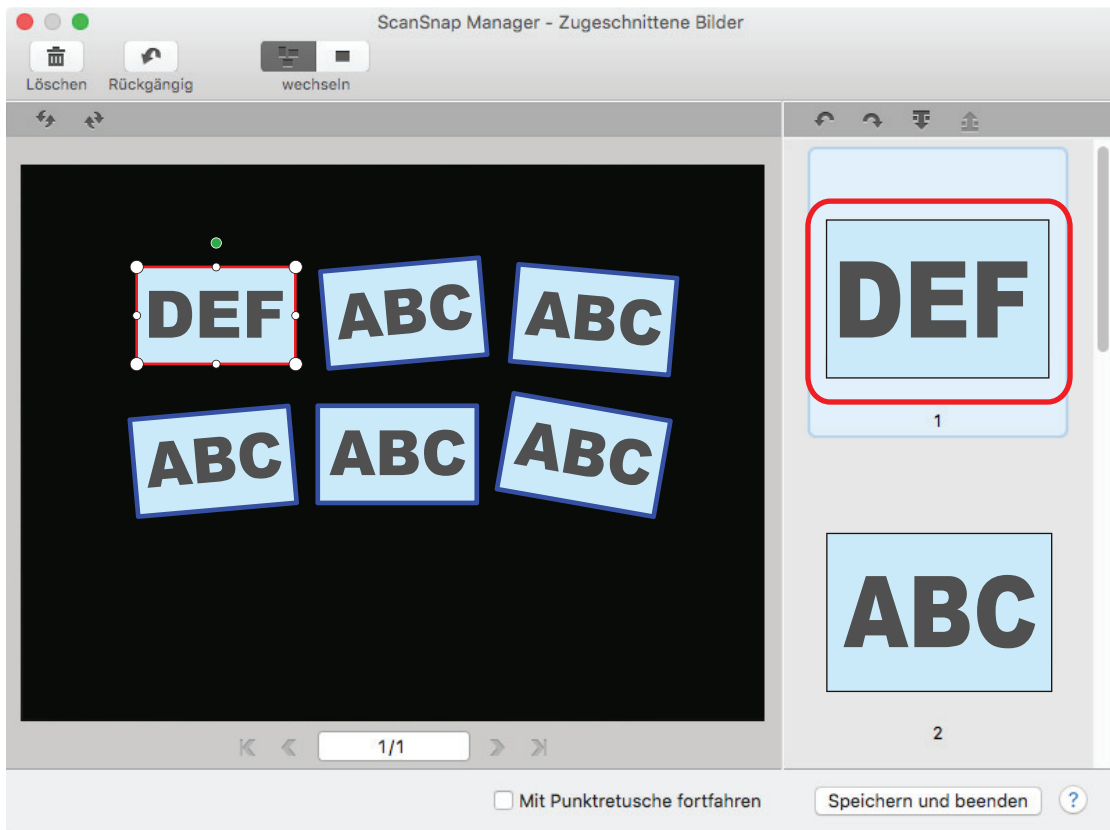 ScanSnap Manager - Zugeschnittene Bilder
Löschen Rückgängig wechseln
DEF ABC ABC
ABC ABC ABC
DEF
1
ABC
2
1/1
Mit Punktretusche fortfahren Speichern und beenden ?